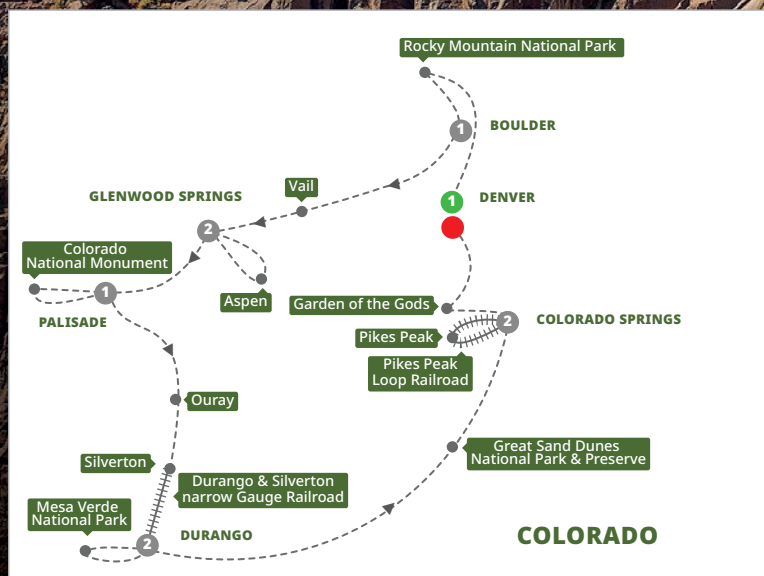 Rocky Mountain National Park
1
BOULDER
Vail
GLENWOOD SPRINGS
2
1
DENVER
Colorado
National Monument
1
PALISADE
Aspen
Garden of the Gods
2
COLORADO SPRINGS
Pikes Peak
Pikes Peak
Loop Railroad
Ouray
Silverton
Durango & Silverton
narrow Gauge Railroad
Great Sand Dunes
National Park & Preserve
Mesa Verde
National Park
2
DURANGO
COLORADO